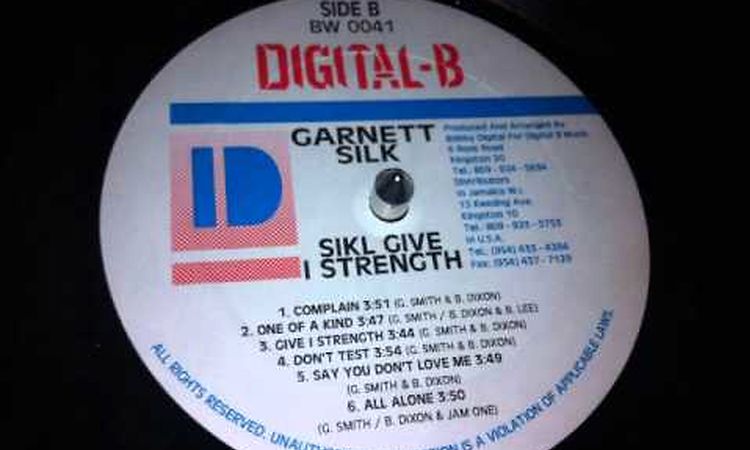 SIDE B
BW 0041
DIGITAL-B
GARNETT
SILK
Produced And Arranged By
Bobby Digital For Digital B Music
Kingston 20
Distributors
in Jamaica W.I.
Kingston 10
in U.S.A.
SIKL GIVE
I STRENGTH
1. COMPLAIN 3:51 (G. SMITH & B. DIXON)
2. ONE OF A KIND 3:47 (G. SMITH / B. DIXON & B. LEE)
3. GIVE I STRENGTH 3:44 (G. SMITH & B. DIXON)
4. DON'T TEST 3:54 (G. SMITH & B. DIXON)
5. SAY YOU DON'T LOVE ME 3:49
(G. SMITH & B. DIXON)
6. ALL ALONE 3:50
(G. SMITH / B. DIXON & JAM ONE)
ALL RIGHTS RESERVED. IS A VIOLATION OF APPLICABLE LAWS